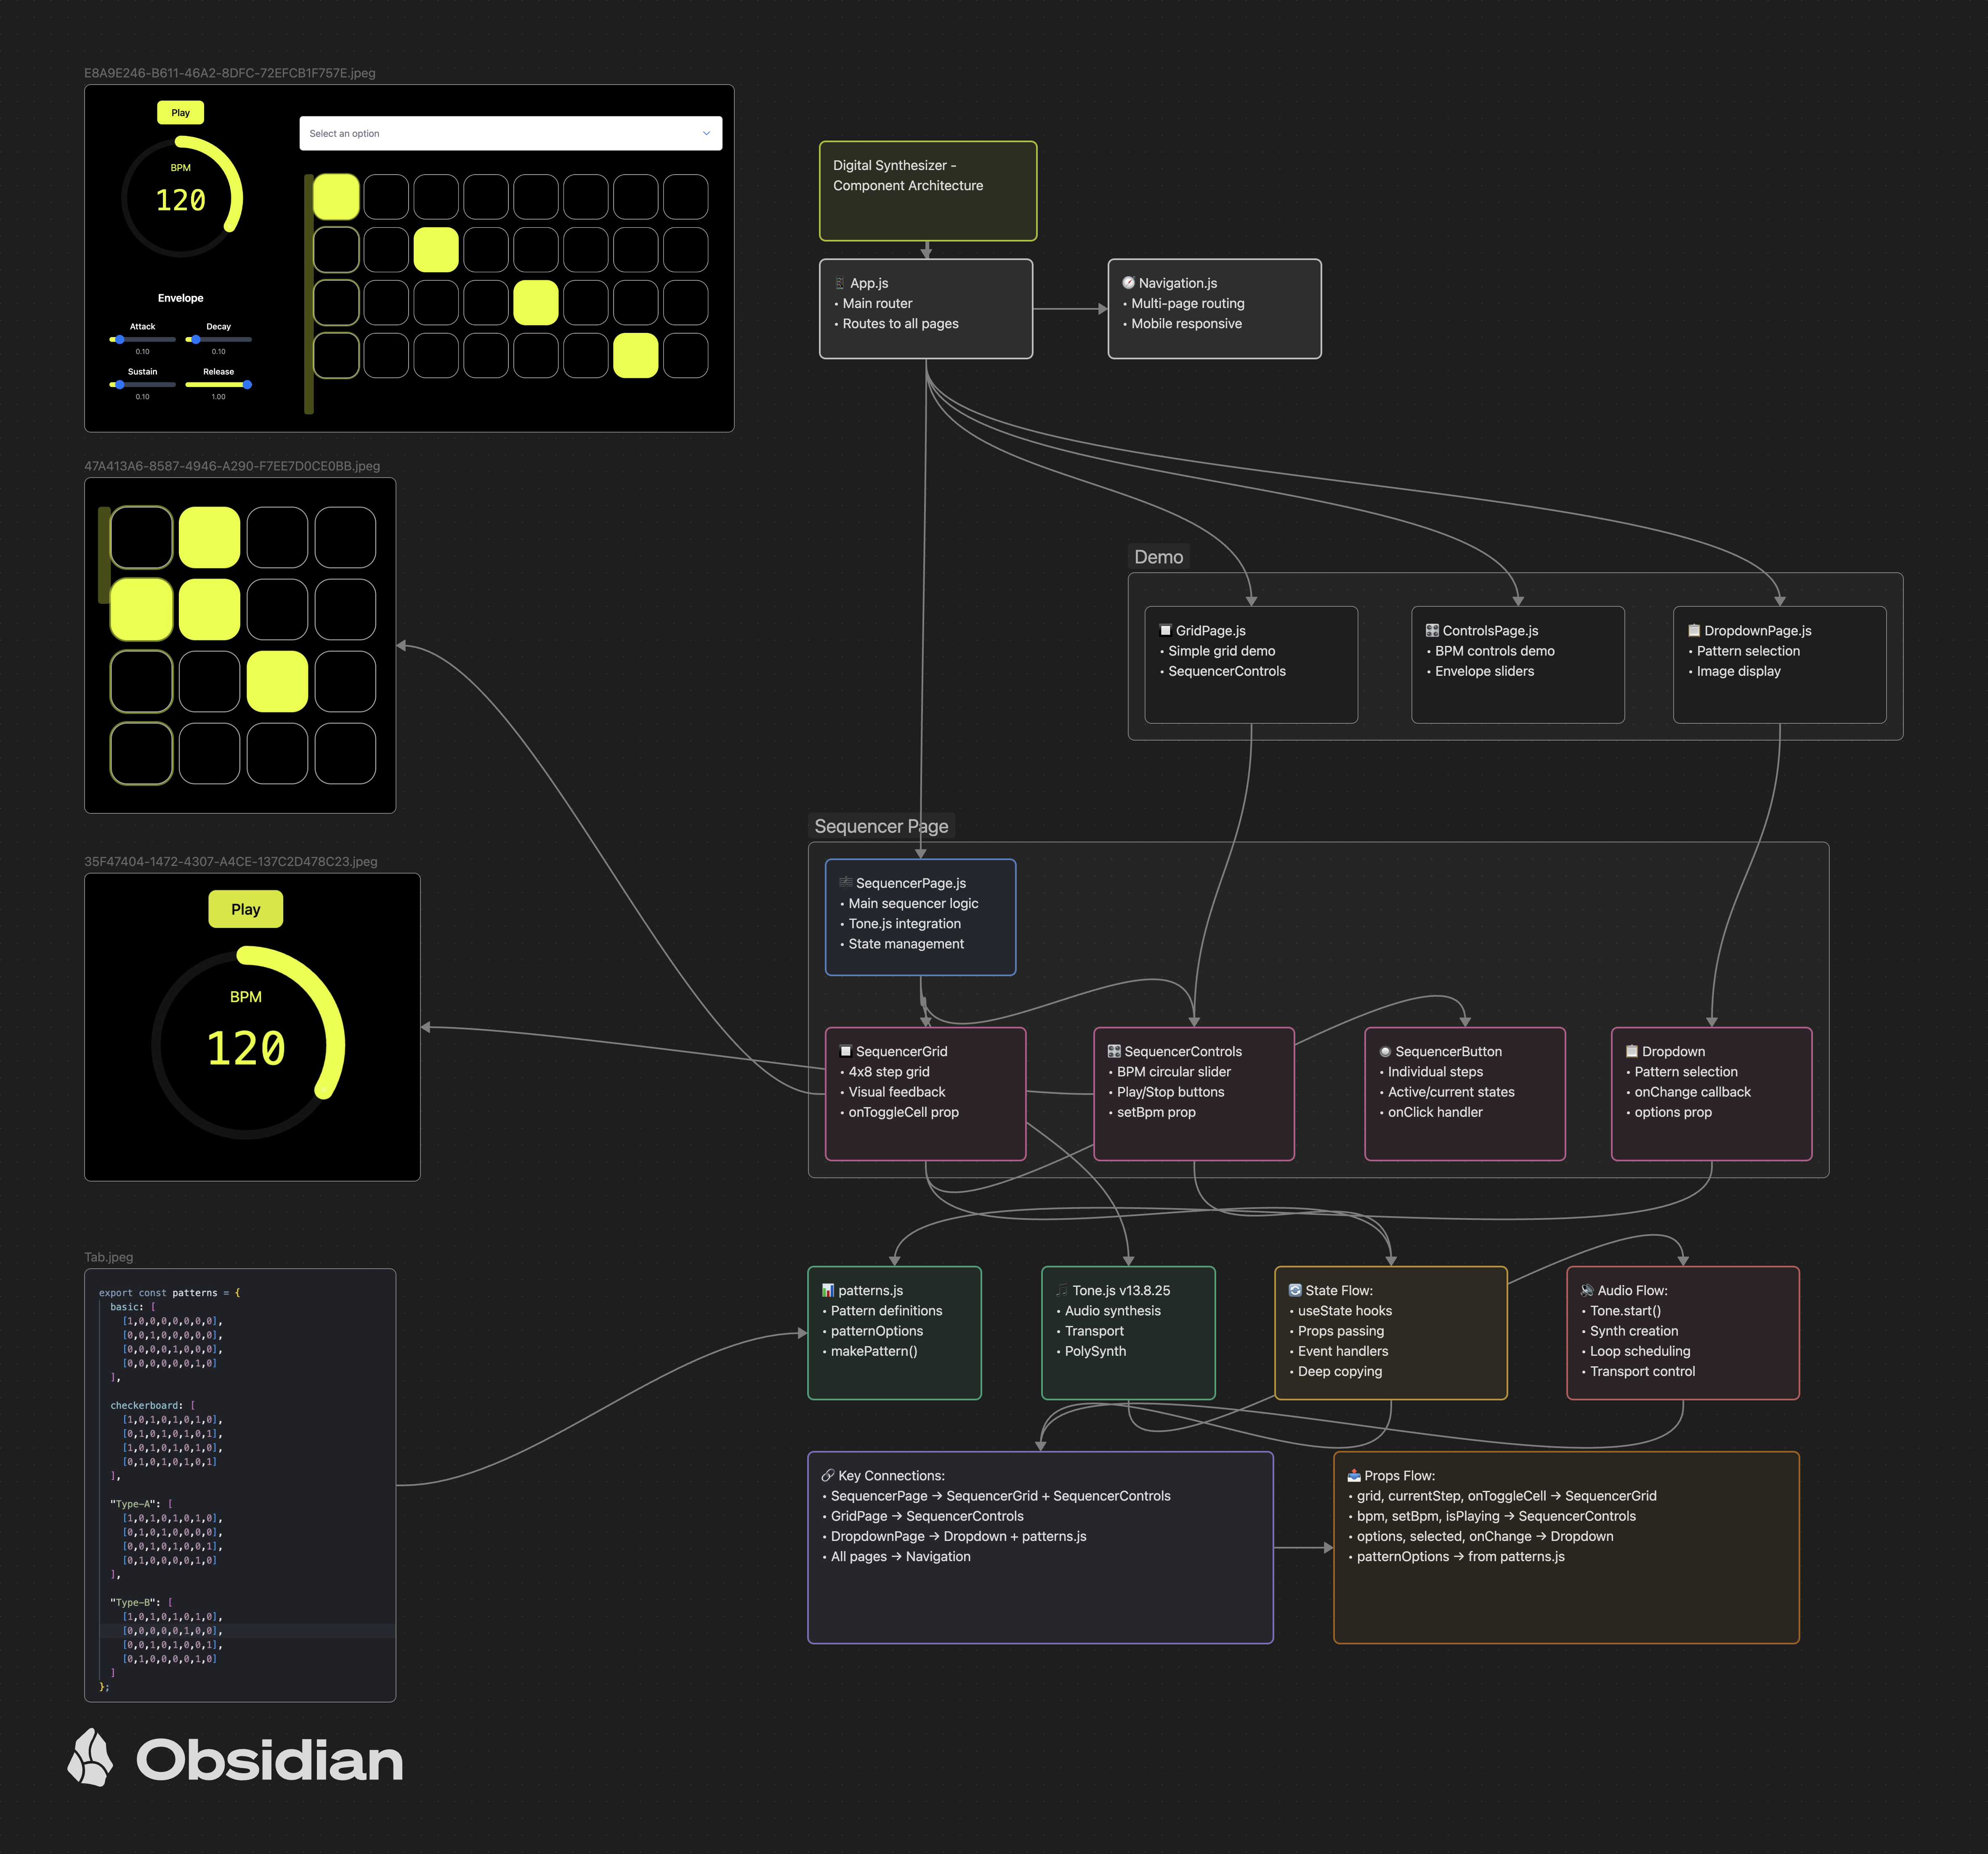 E8A9E246-B611-46A2-8DFC-72EFCB1F757E.jpeg
Play
BPM
120
Envelope
Attack
Decay
0.10
0.10
Sustain
Release
0.10
1.00
Select an option
47A413A6-8587-4946-A290-F7EE7D0CE0BB.jpeg
35F47404-1472-4307-A4CE-137C2D478C23.jpeg
Play
BPM
120
Tab.jpeg
export const patterns = {
basic: [
[1,0,0,0,0,0,0,0],
[0,0,1,0,0,0,0,0],
[0,0,0,0,1,0,0,0],
[0,0,0,0,0,0,1,0]
],
checkerboard: [
[1,0,1,0,1,0,1,0],
[0,1,0,1,0,1,0,1],
[1,0,1,0,1,0,1,0],
[0,1,0,1,0,1,0,1]
],
"Type-A": [
[1,0,1,0,1,0,1,0],
[0,1,0,1,0,0,0,0],
[0,0,1,0,1,0,0,1],
[0,1,0,0,0,0,1,0]
],
"Type-B": [
[1,0,1,0,1,0,1,0],
[0,0,0,0,0,1,0,0],
[0,0,1,0,1,0,0,1],
[0,1,0,0,0,0,1,0]
]
};
Obsidian
Digital Synthesizer -
Component Architecture
App.js
• Main router
• Routes to all pages
Navigation.js
• Multi-page routing
• Mobile responsive
Demo
GridPage.js
• Simple grid demo
• SequencerControls
ControlsPage.js
• BPM controls demo
• Envelope sliders
DropdownPage.js
• Pattern selection
• Image display
Sequencer Page
SequencerPage.js
• Main sequencer logic
• Tone.js integration
• State management
SequencerGrid
• 4x8 step grid
• Visual feedback
• onToggleCell prop
SequencerControls
• BPM circular slider
• Play/Stop buttons
• setBpm prop
SequencerButton
• Individual steps
• Active/current states
• onClick handler
Dropdown
• Pattern selection
• onChange callback
• options prop
patterns.js
• Pattern definitions
• patternOptions
• makePattern()
Tone.js v13.8.25
• Audio synthesis
• Transport
• PolySynth
State Flow:
• useState hooks
• Props passing
• Event handlers
• Deep copying
Audio Flow:
• Tone.start()
• Synth creation
• Loop scheduling
• Transport control
Key Connections:
• SequencerPage → SequencerGrid + SequencerControls
• GridPage → SequencerControls
• DropdownPage → Dropdown + patterns.js
• All pages → Navigation
Props Flow:
• grid, currentStep, onToggleCell → SequencerGrid
• bpm, setBpm, isPlaying → SequencerControls
• options, selected, onChange → Dropdown
• patternOptions → from patterns.js